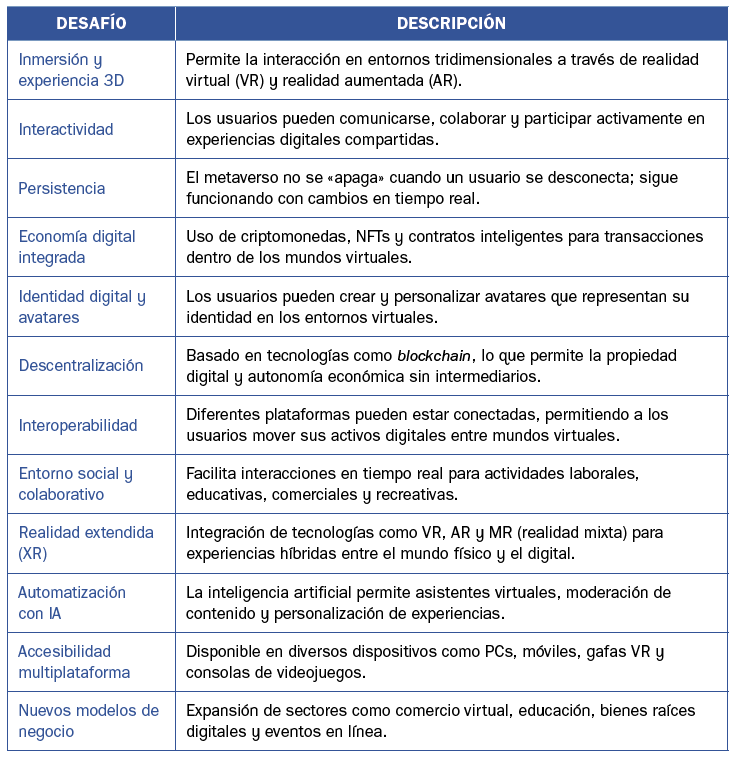 DESAFÍO
DESCRIPCIÓN
Inmersión y
experiencia 3D
Permite la interacción en entornos tridimensionales a través de realidad
virtual (VR) y realidad aumentada (AR).
Interactividad
Los usuarios pueden comunicarse, colaborar y participar activamente en
experiencias digitales compartidas.
Persistencia
El metaverso no se «apaga» cuando un usuario se desconecta; sigue
funcionando con cambios en tiempo real.
Economía digital
integrada
Uso de criptomonedas, NFTs y contratos inteligentes para transacciones
dentro de los mundos virtuales.
Identidad digital y
avatares
Los usuarios pueden crear y personalizar avatares que representan su
identidad en los entornos virtuales.
Descentralización
Basado en tecnologías como blockchain, lo que permite la propiedad
digital y autonomía económica sin intermediarios.
Interoperabilidad
Diferentes plataformas pueden estar conectadas, permitiendo a los
usuarios mover sus activos digitales entre mundos virtuales.
Entorno social y
colaborativo
Facilita interacciones en tiempo real para actividades laborales,
educativas, comerciales y recreativas.
Realidad extendida
(XR)
Integración de tecnologías como VR, AR y MR (realidad mixta) para
experiencias híbridas entre el mundo físico y el digital.
Automatización
con IA
La inteligencia artificial permite asistentes virtuales, moderación de
contenido y personalización de experiencias.
Accesibilidad
multiplataforma
Disponible en diversos dispositivos como PCs, móviles, gafas VR y
consolas de videojuegos.
Nuevos modelos de
negocio
Expansión de sectores como comercio virtual, educación, bienes raíces
digitales y eventos en línea.